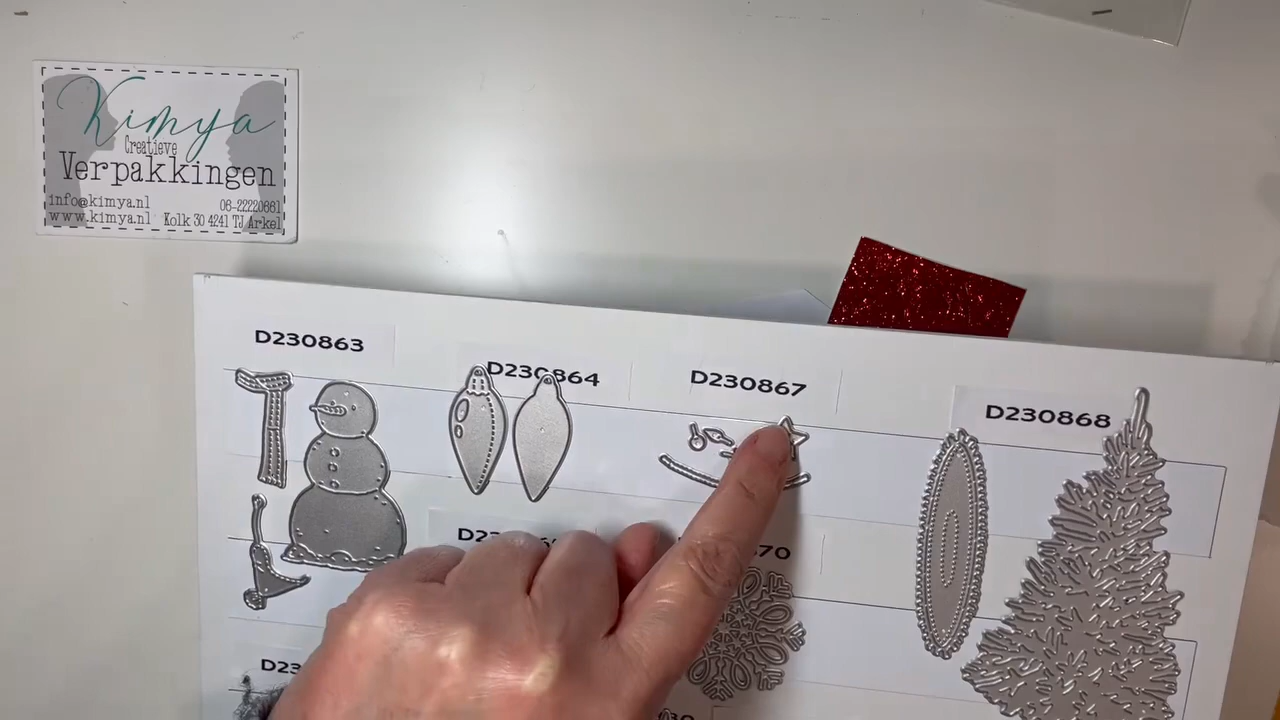 Kimya
Creatieve
Verpakkingen
info@kimya.nl 06-22220661
www.kimya.nl Kolk 30 4241 TJ Arkel
D230863
D230864
D230867
D230868